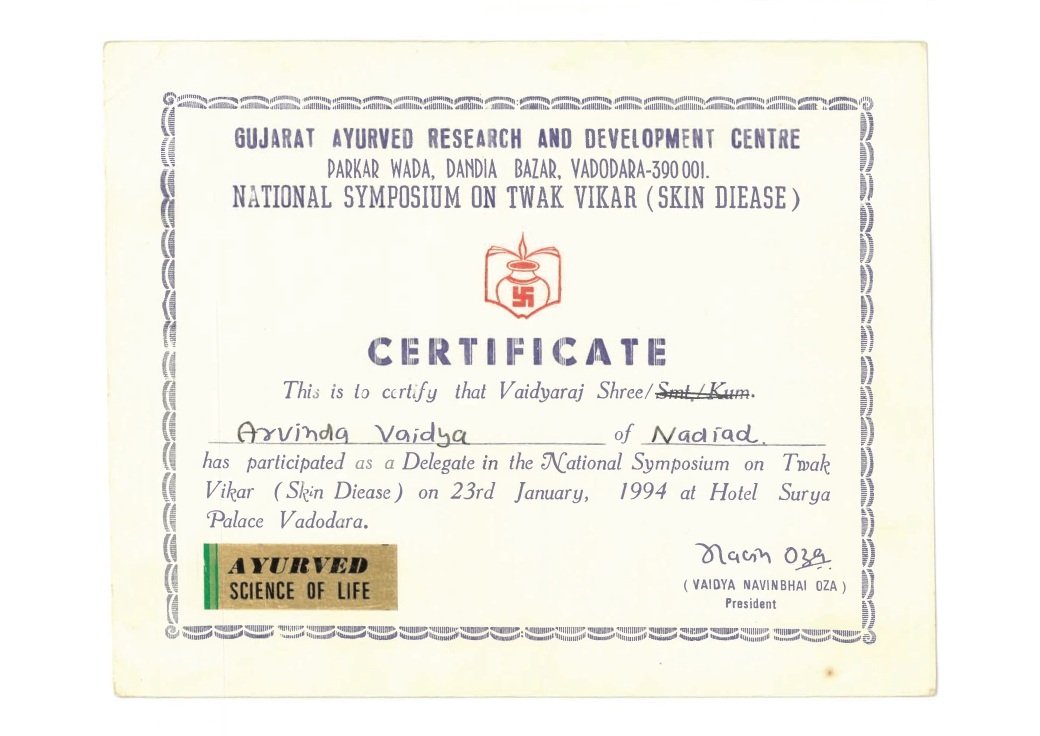 GUJARAT AYURVED RESEARCH AND DEVELOPMENT CENTRE
DARKAR WADA, DANDIA BAZAR, VADODARA-390 001.
NATIONAL SYMPOSIUM ON TWAK VIKAR (SKIN DIEASE)
CERTIFICATE
This is to certify that Vaidyaraj Shree/Smt./Kum.
Arvinda Vaidya of Nadiad.
has participated as a Delegate in the National Symposium on Twak
Vikar (Skin Diease) on 23rd January, 1994 at Hotel Surya
Palace Vadodara.
Navin Oza
(VAIDYA NAVINBHAI OZA)
President
AYURVED
SCIENCE OF LIFE